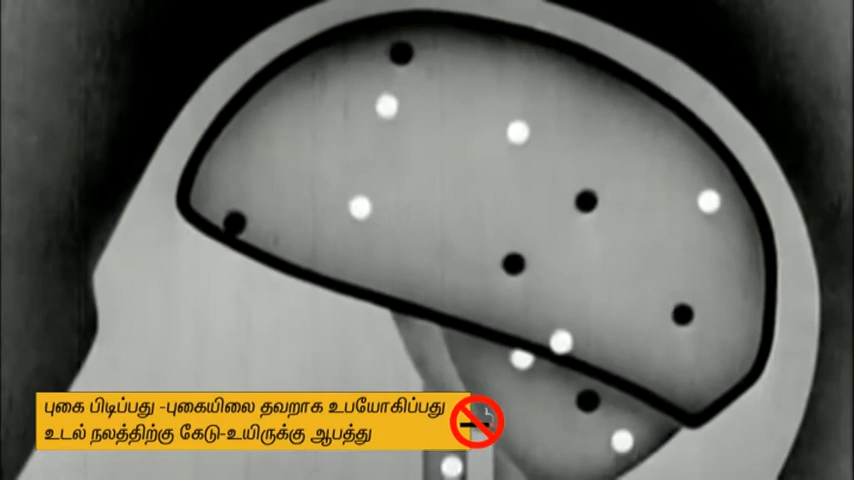 புகை பிடிப்பது -புகையிலை தவறாக உபயோகிப்பது
உடல் நலத்திற்கு கேடு-உயிருக்கு ஆபத்து